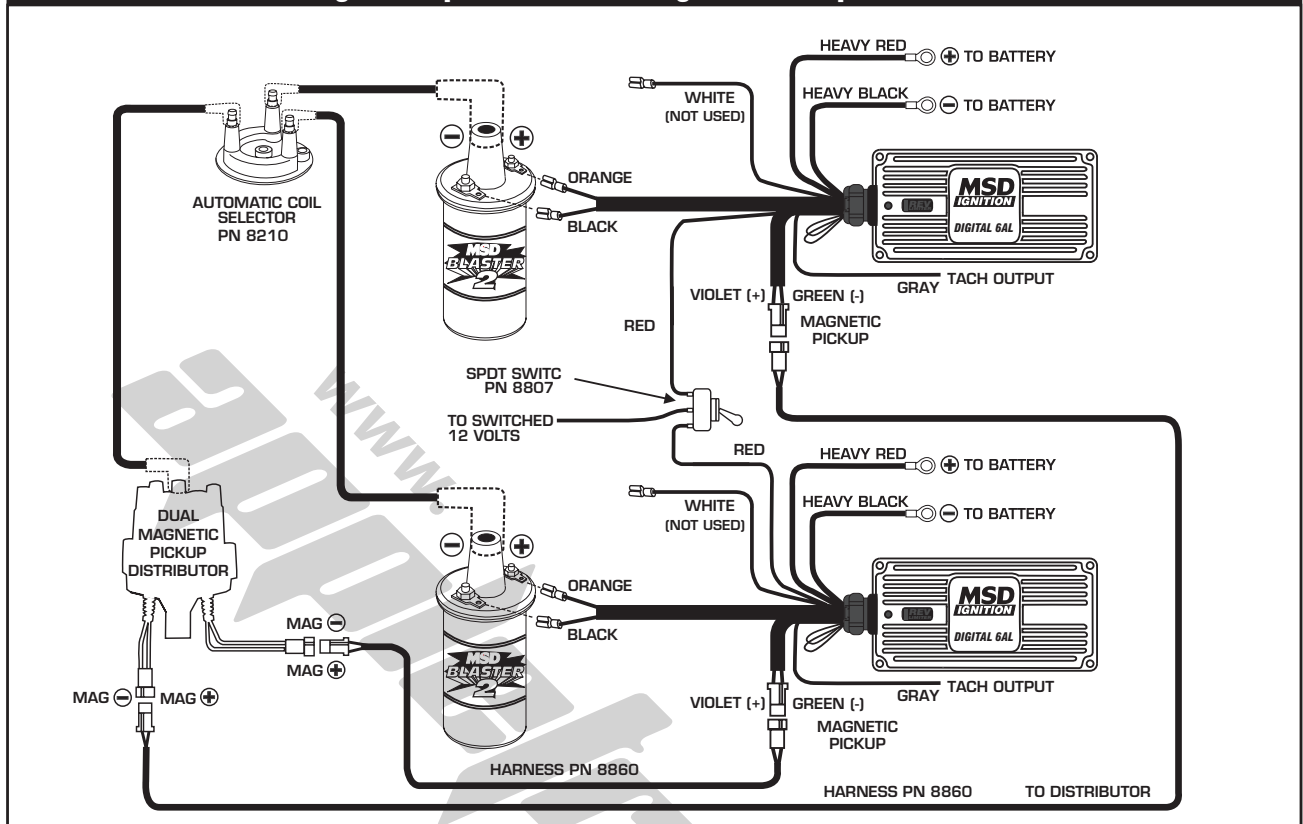 HEAVY RED
TO BATTERY
WHITE
(NOT USED)
HEAVY BLACK
TO BATTERY
AUTOMATIC COIL
SELECTOR
PN 8210
ORANGE
BLACK
MSD
BLASTER
2
MSD
IGNITION
REV
DIGITAL 6AL
GRAY TACH OUTPUT
VIOLET (+) GREEN (-)
MAGNETIC
PICKUP
RED
SPDT SWITC
PN 8807
TO SWITCHED
12 VOLTS
RED
HEAVY RED
TO BATTERY
WHITE
(NOT USED)
HEAVY BLACK
TO BATTERY
DUAL
MAGNETIC
PICKUP
DISTRIBUTOR
ORANGE
BLACK
MSD
BLASTER
2
MSD
IGNITION
REV
DIGITAL 6AL
GRAY TACH OUTPUT
VIOLET (+) GREEN (-)
MAGNETIC
PICKUP
MAG ⊖
MAG ⊕
MAG ⊖ MAG ⊕
HARNESS PN 8860
HARNESS PN 8860 TO DISTRIBUTOR
www.